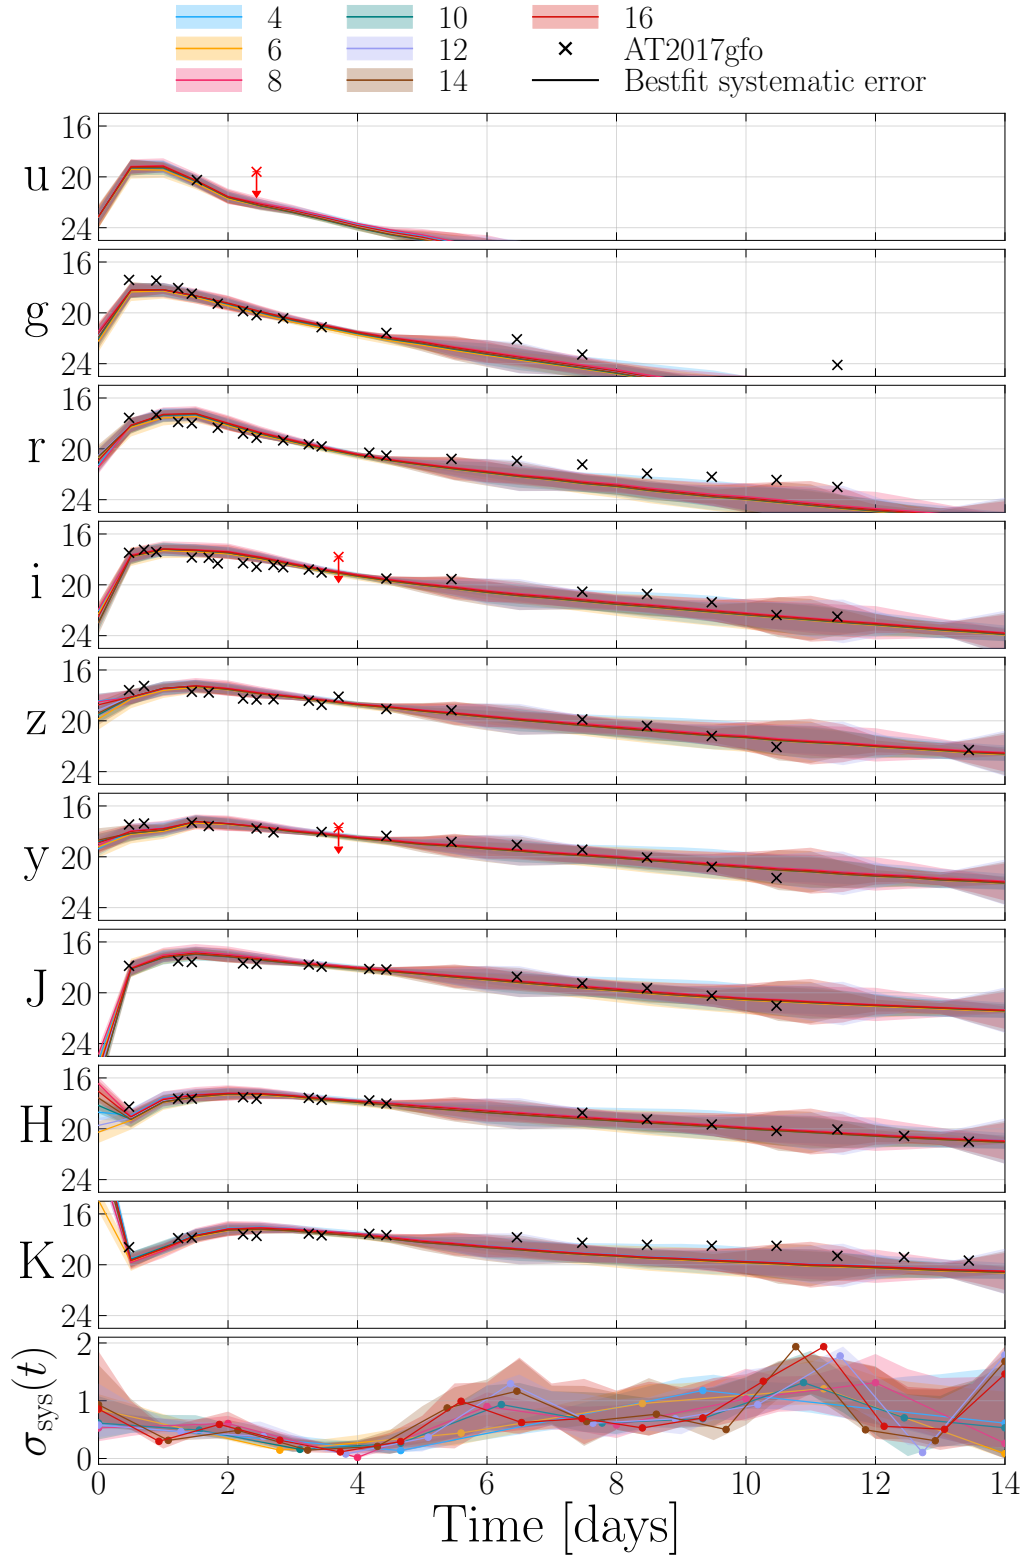 4 10 16
6 12 AT2017gfo
8 14 Bestfit systematic error
16
u 20
24
16
g 20
24
16
r 20
24
16
i 20
24
16
z 20
24
16
y 20
24
16
J 20
24
16
H 20
24
16
K 20
24
2
σsys(t) 1
0
0 2 4 6 8 10 12 14
Time [days]